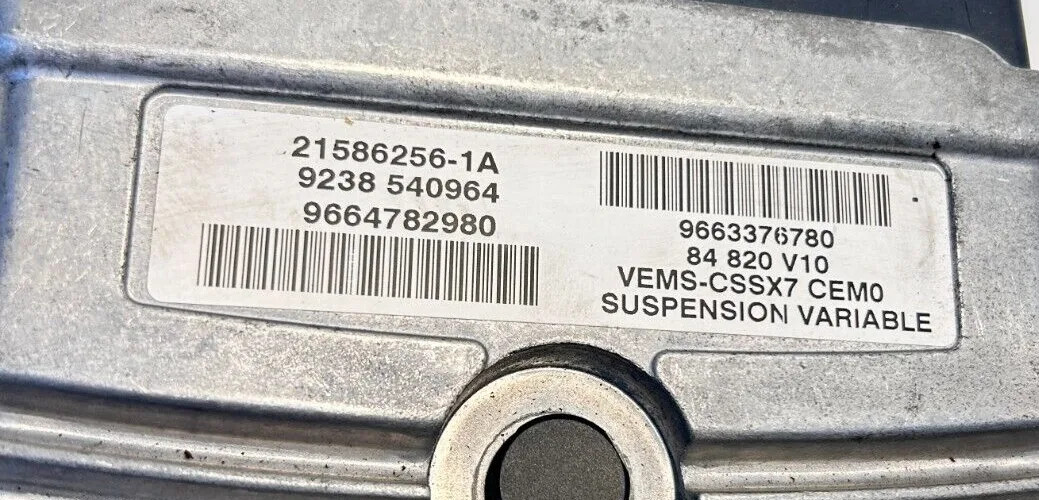 21586256-1A
9238 540964
9664782980
9663376780
84 820 V10
VEMS-CSSX7 CEM0
SUSPENSION VARIABLE